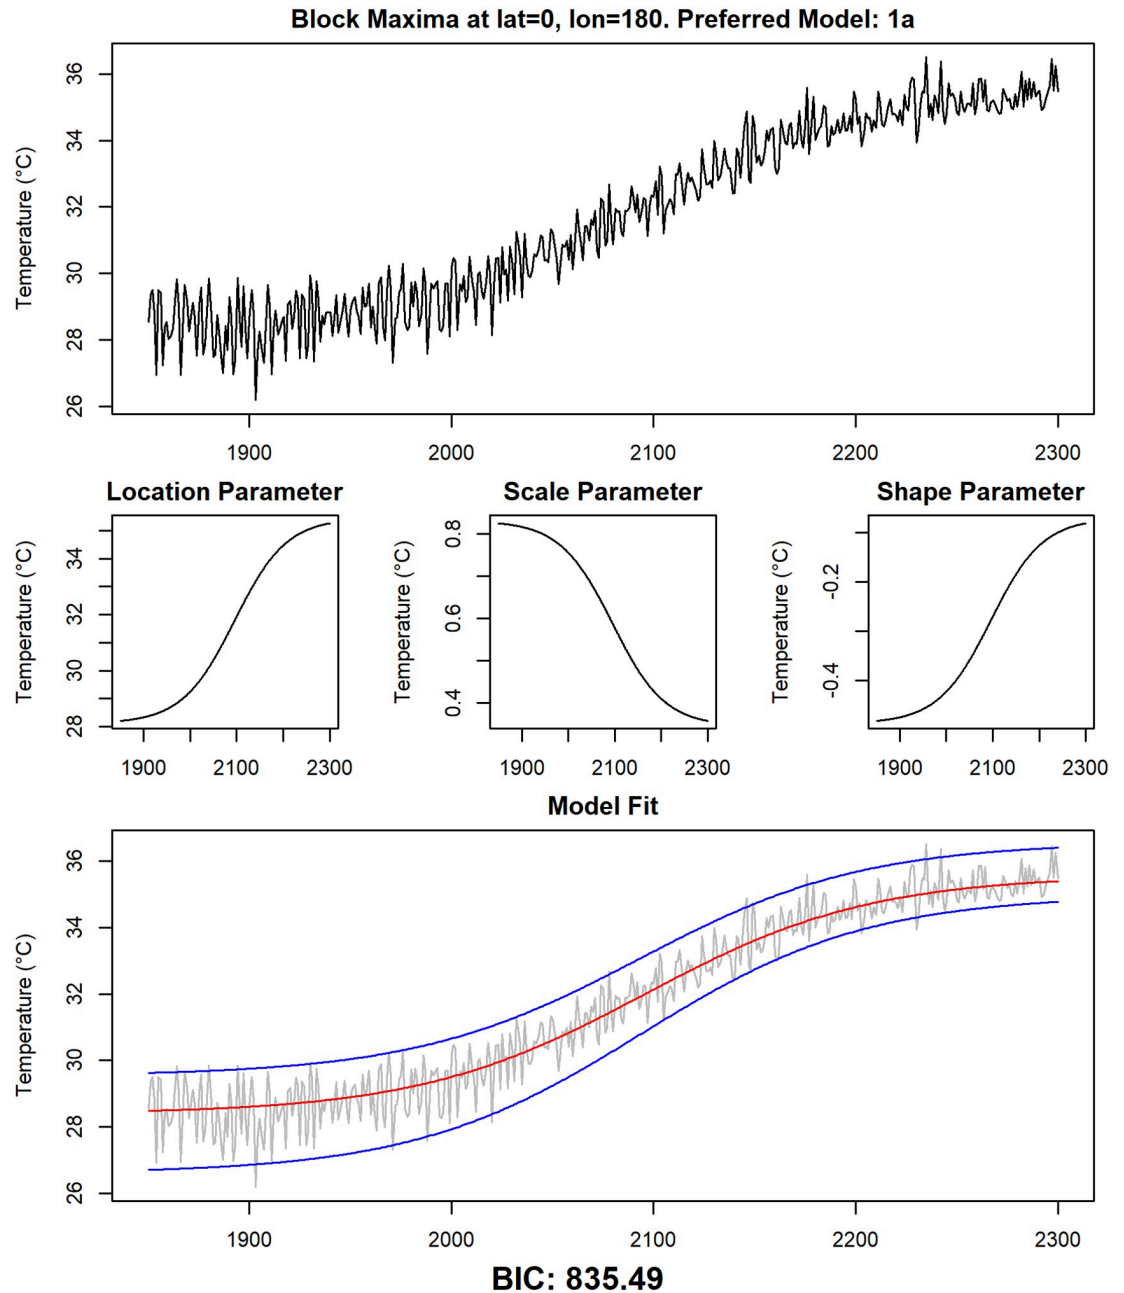 Block Maxima at lat=0, lon=180. Preferred Model: 1a
Temperature (°C)
36
34
32
30
28
26
1900 2000 2100 2200 2300
Location Parameter
Temperature (°C)
34
32
30
28
1900 2100 2300
Scale Parameter
Temperature (°C)
0.8
0.6
0.4
1900 2100 2300
Shape Parameter
Temperature (°C)
-0.2
-0.4
1900 2100 2300
Model Fit
Temperature (°C)
36
34
32
30
28
26
1900 2000 2100 2200 2300
BIC: 835.49